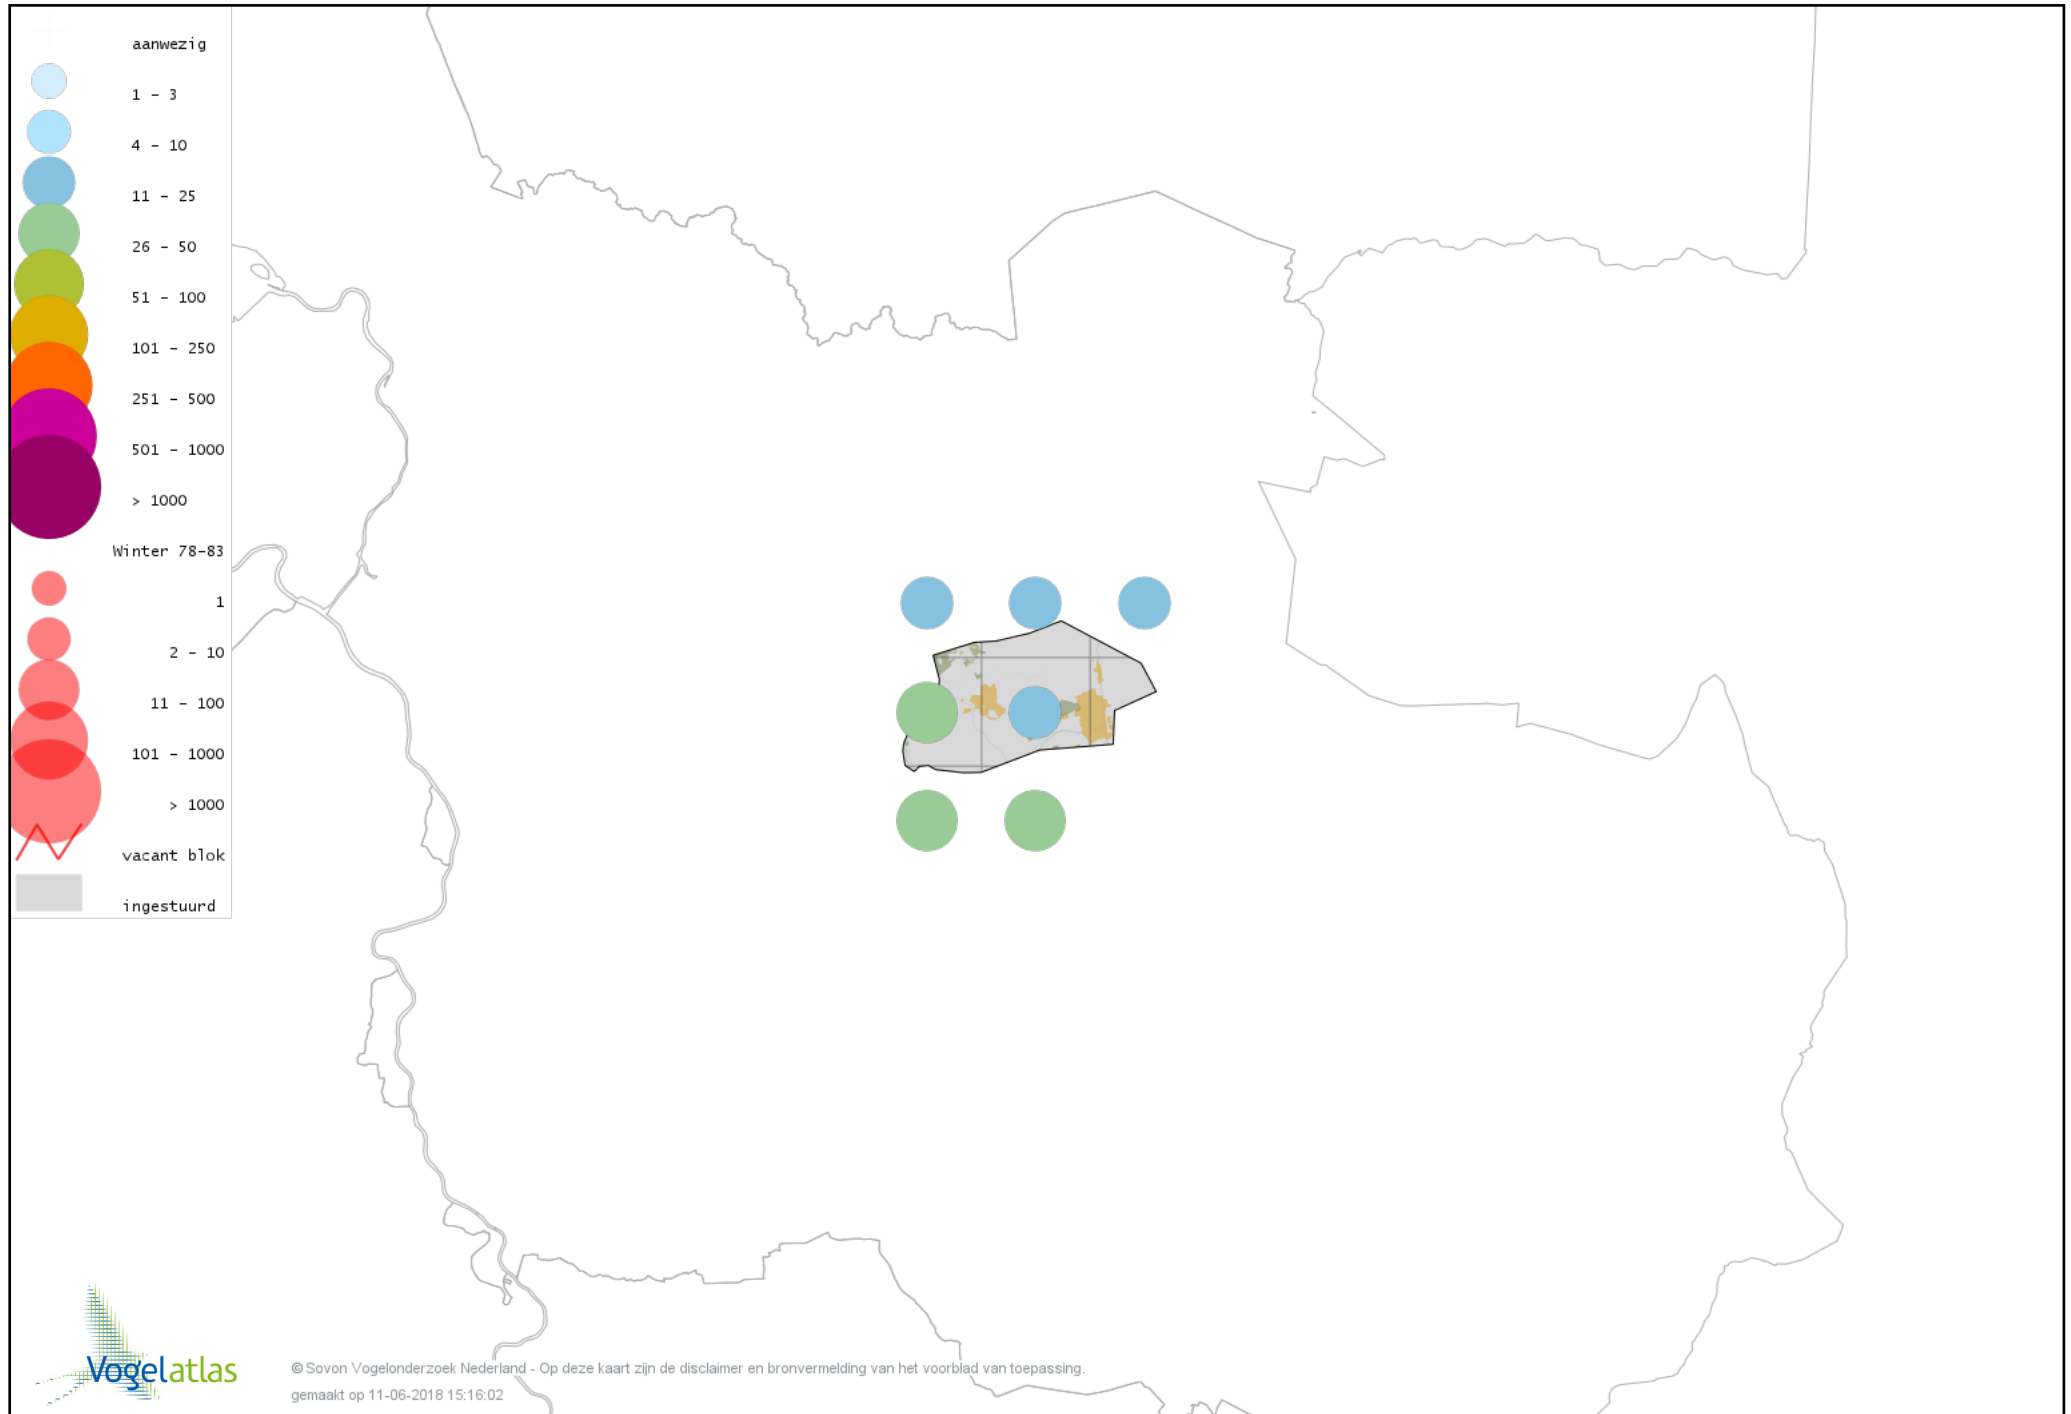 aanwezig
1 - 3
4 - 10
11 - 25
26 - 50
51 - 100
101 - 250
251 - 500
501 - 1000
> 1000
Winter 78-83
1
2 - 10
11 - 100
101 - 1000
> 1000
vacant blok
ingestuurd
Vogelatlas
© Sovon Vogelonderzoek Nederland - Op deze kaart zijn de disclaimer en bronvermelding van het voorblad van toepassing.
gemaakt op 11-06-2018 15:16:02